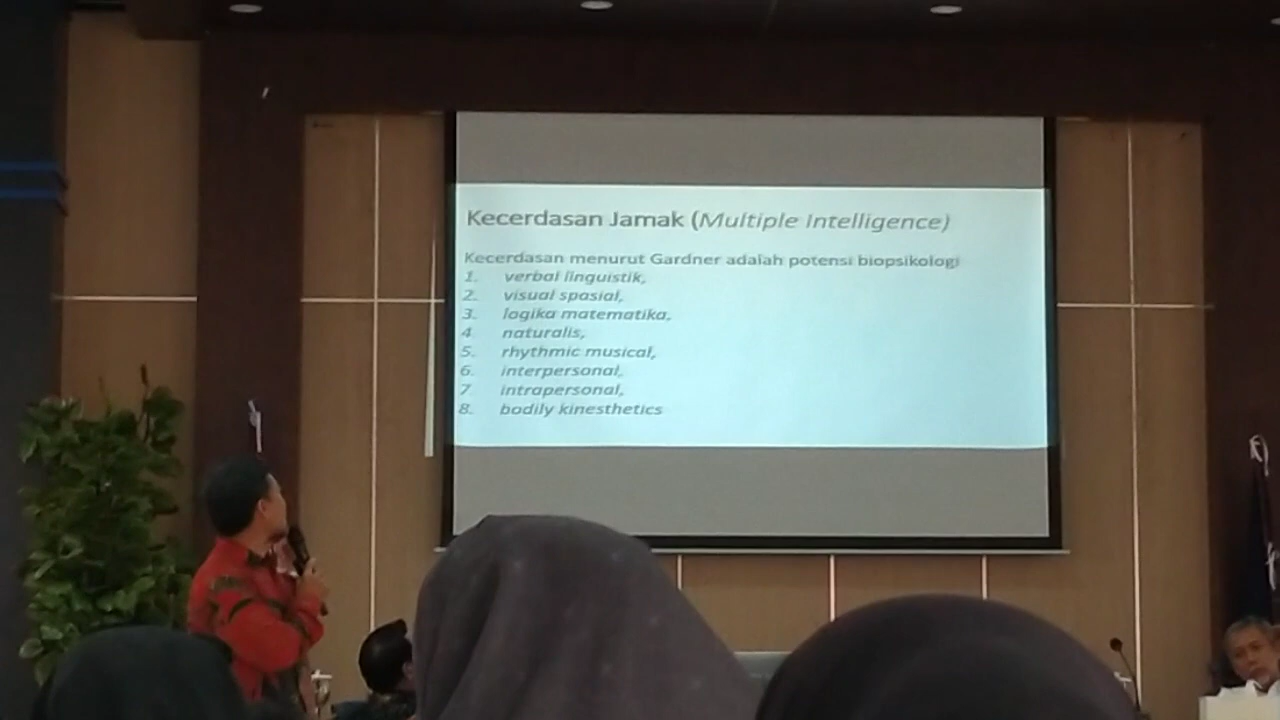 Kecerdasan Jamak (Multiple Intelligence)
Kecerdasan menurut Gardner adalah potensi biopsikologi
1. verbal linguistik,
2. visual spasial,
3. logika matematika,
4. naturalis,
5. rhythmic musical,
6. interpersonal,
7. intrapersonal,
8. bodily kinesthetics